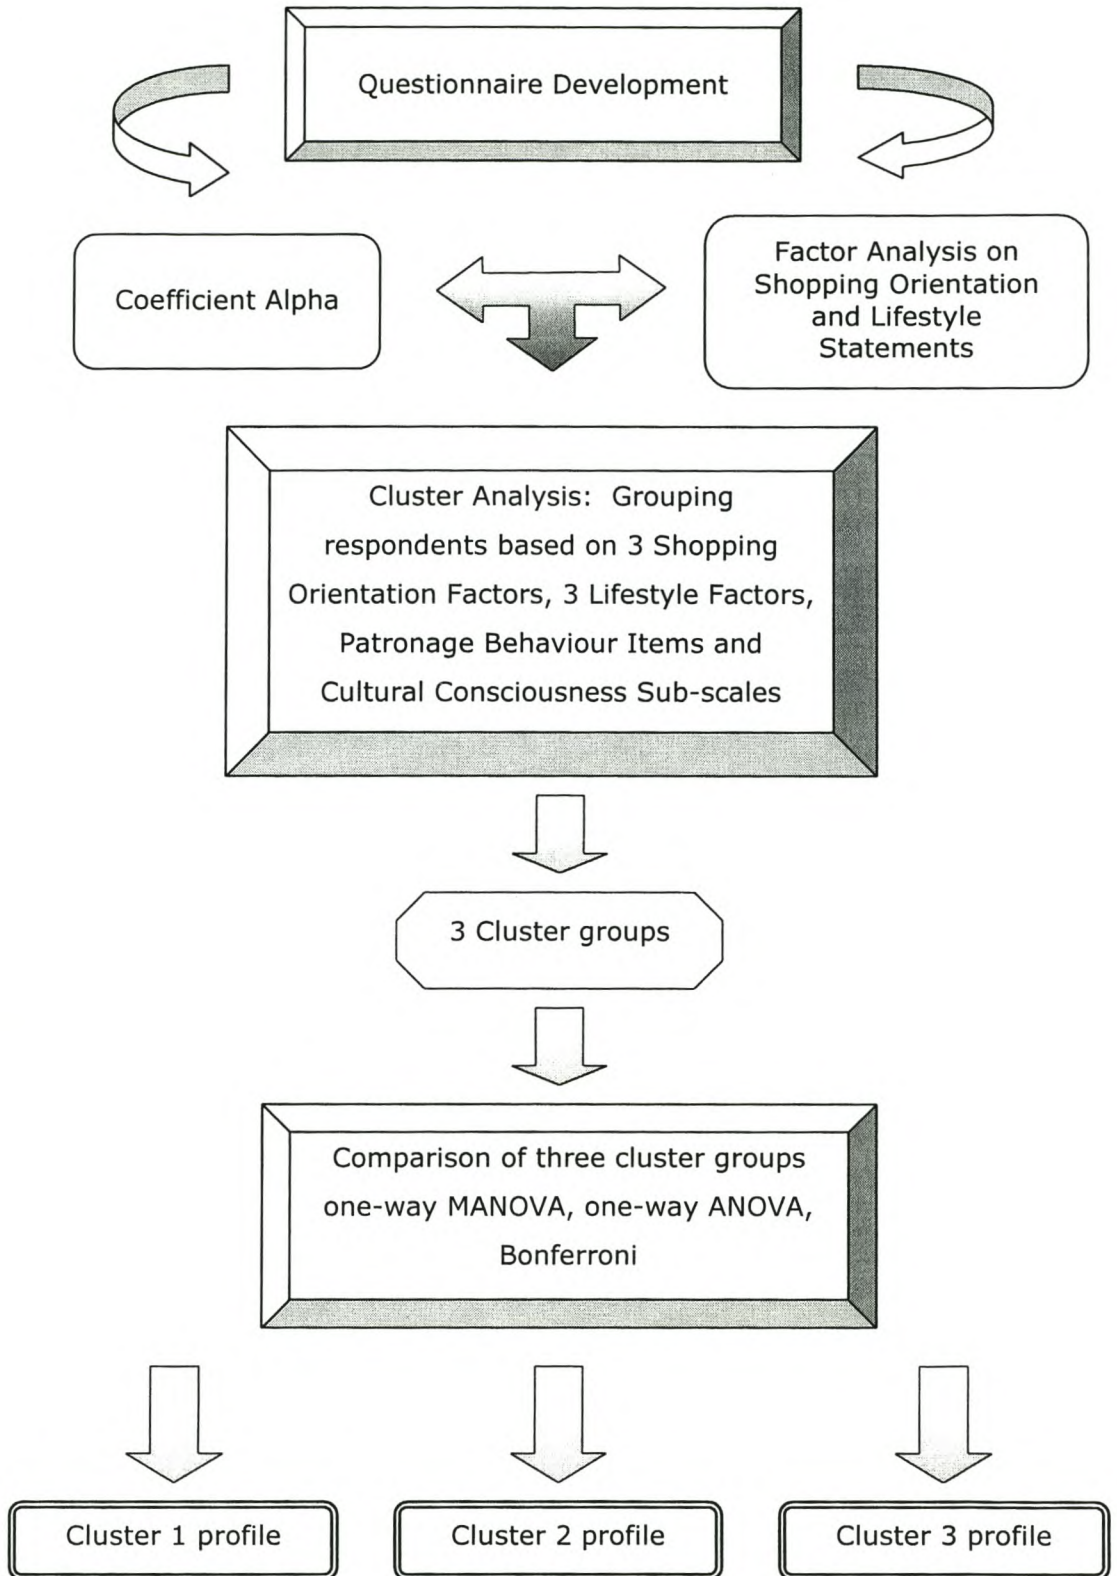 Questionnaire Development
Coefficient Alpha
Factor Analysis on
Shopping Orientation
and Lifestyle
Statements
Cluster Analysis:  Grouping
respondents based on 3 Shopping
Orientation Factors, 3 Lifestyle Factors,
Patronage Behaviour Items and
Cultural Consciousness Sub-scales
3 Cluster groups
Comparison of three cluster groups
one-way MANOVA, one-way ANOVA,
Bonferroni
Cluster 1 profile
Cluster 2 profile
Cluster 3 profile